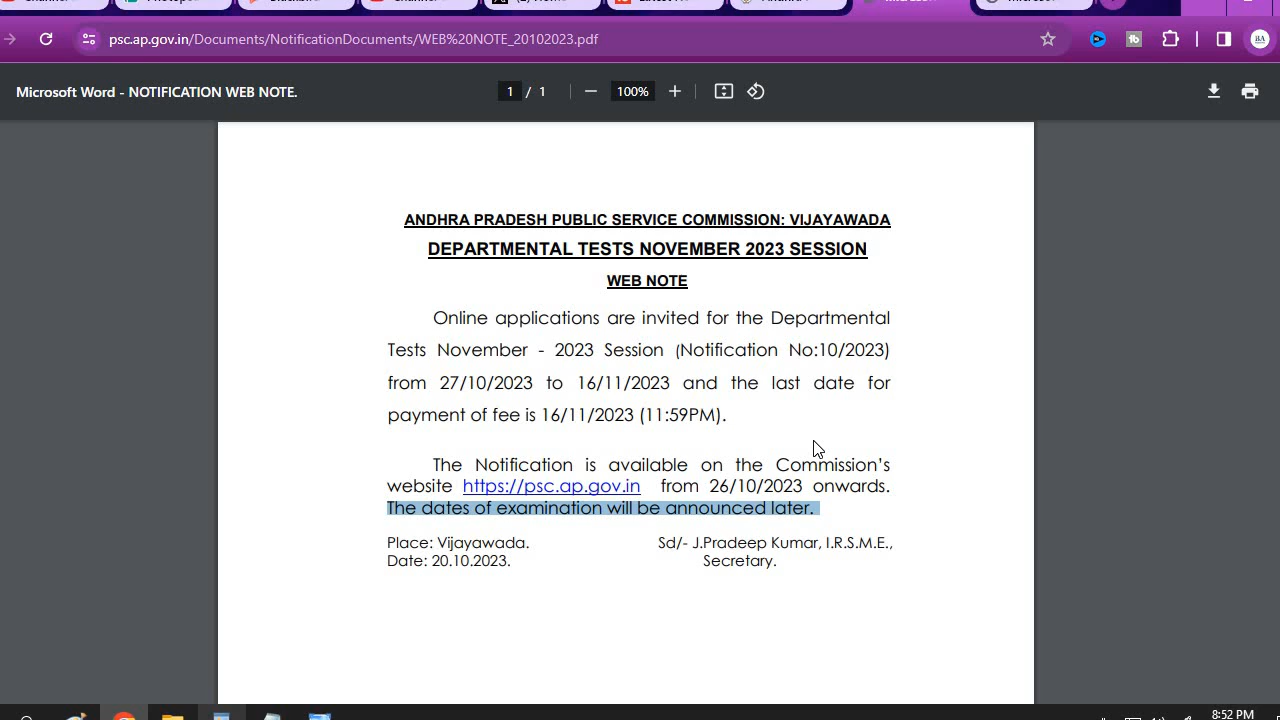 psc.ap.gov.in/Documents/NotificationDocuments/WEB%20NOTE_20102023.pdf
Microsoft Word - NOTIFICATION WEB NOTE.
1 / 1
100%
ANDHRA PRADESH PUBLIC SERVICE COMMISSION: VIJAYAWADA
DEPARTMENTAL TESTS NOVEMBER 2023 SESSION
WEB NOTE
Online applications are invited for the Departmental
Tests November - 2023 Session (Notification No:10/2023)
from 27/10/2023 to 16/11/2023 and the last date for
payment of fee is 16/11/2023 (11:59PM).
The Notification is available on the Commission's
website https://psc.ap.gov.in from 26/10/2023 onwards.
The dates of examination will be announced later.
Place: Vijayawada. Sd/- J.Pradeep Kumar, I.R.S.M.E.,
Date: 20.10.2023. Secretary.
8:52 PM